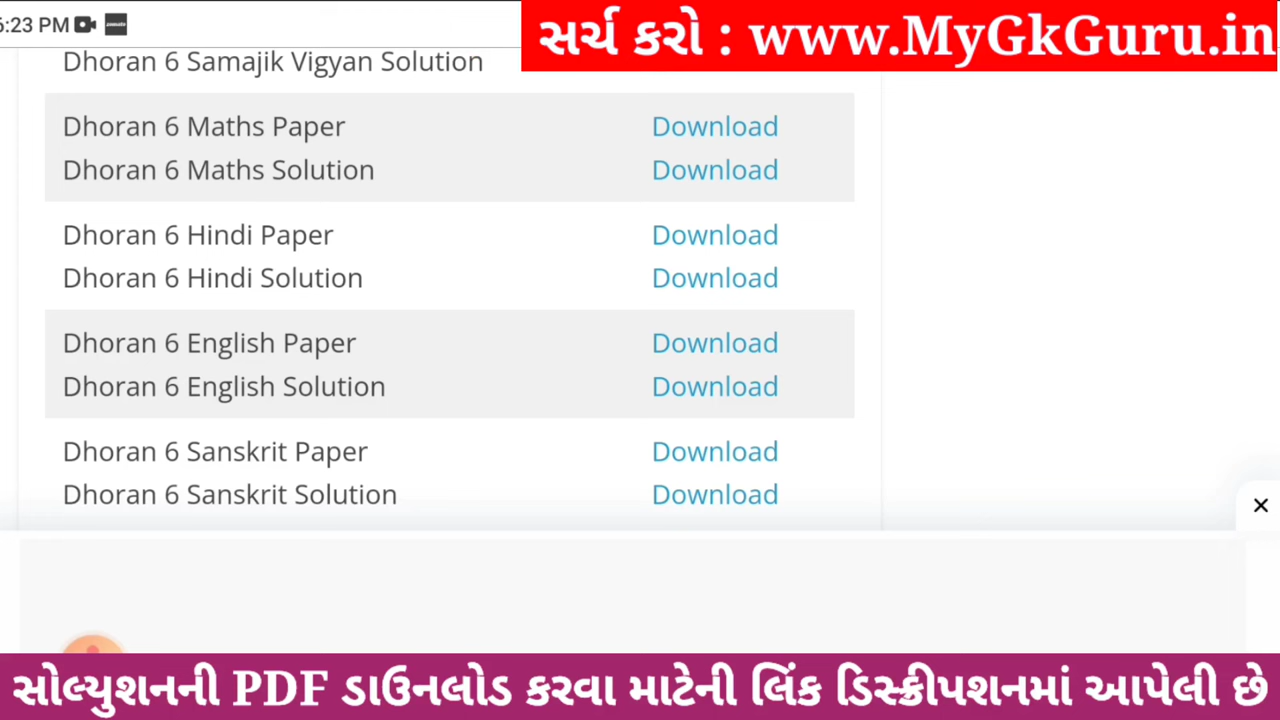 6:23 PM
સર્ચ કરો : www.MyGkGuru.in
Dhoran 6 Samajik Vigyan Solution
Dhoran 6 Maths Paper Download
Dhoran 6 Maths Solution Download
Dhoran 6 Hindi Paper Download
Dhoran 6 Hindi Solution Download
Dhoran 6 English Paper Download
Dhoran 6 English Solution Download
Dhoran 6 Sanskrit Paper Download
Dhoran 6 Sanskrit Solution Download
સોલ્યુશનની PDF ડાઉનલોડ કરવા માટેની લિંક ડિસ્ક્રીપશનમાં આપેલી છે